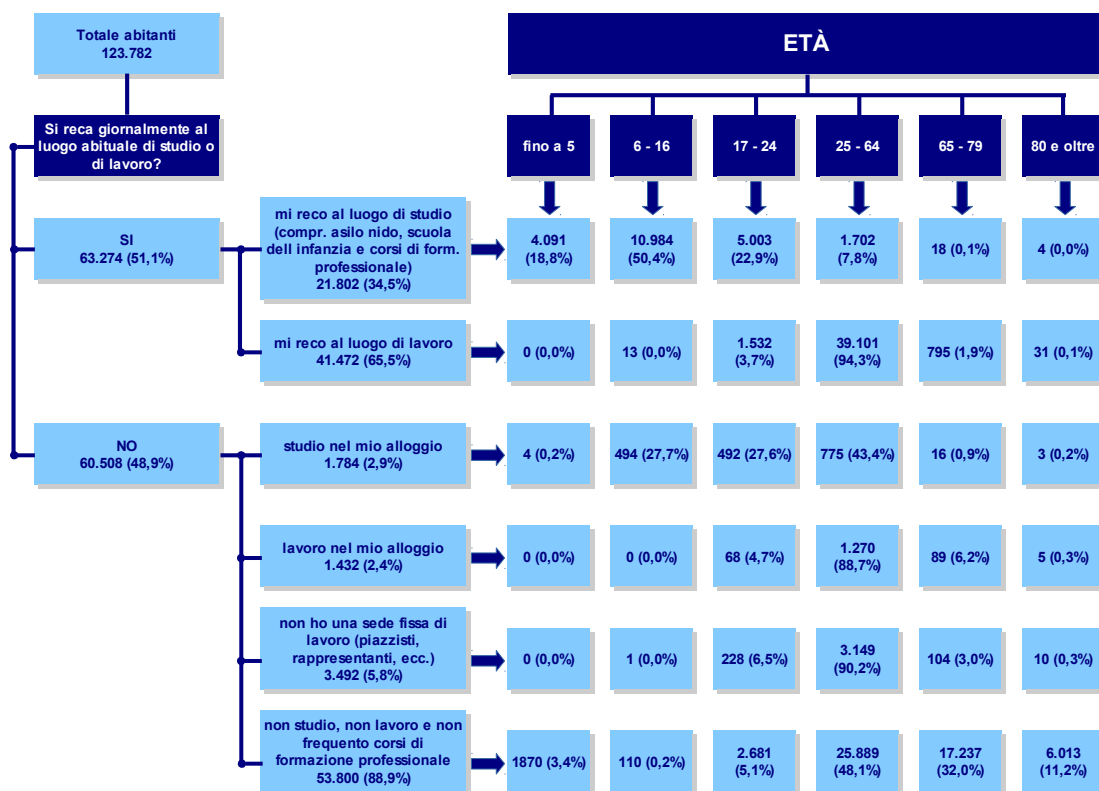 Totale abitanti
123.782
ETÀ
Si reca giornalmente al
luogo abituale di studio o
di lavoro?
fino a 5
6 - 16
17 - 24
25 - 64
65 - 79
80 e oltre
SI
63.274 (51,1%)
mi reco al luogo di studio
(compr. asilo nido, scuola
dell infanzia e corsi di form.
professionale)
21.802 (34,5%)
4.091
(18,8%)
10.984
(50,4%)
5.003
(22,9%)
1.702
(7,8%)
18 (0,1%)
4 (0,0%)
mi reco al luogo di lavoro
41.472 (65,5%)
0 (0,0%)
13 (0,0%)
1.532
(3,7%)
39.101
(94,3%)
795 (1,9%)
31 (0,1%)
NO
60.508 (48,9%)
studio nel mio alloggio
1.784 (2,9%)
4 (0,2%)
494 (27,7%)
492 (27,6%)
775 (43,4%)
16 (0,9%)
3 (0,2%)
lavoro nel mio alloggio
1.432 (2,4%)
0 (0,0%)
0 (0,0%)
68 (4,7%)
1.270
(88,7%)
89 (6,2%)
5 (0,3%)
non ho una sede fissa di
lavoro (piazzisti,
rappresentanti, ecc.)
3.492 (5,8%)
0 (0,0%)
1 (0,0%)
228 (6,5%)
3.149
(90,2%)
104 (3,0%)
10 (0,3%)
non studio, non lavoro e non
frequento corsi di
formazione professionale
53.800 (88,9%)
1870 (3,4%)
110 (0,2%)
2.681
(5,1%)
25.889
(48,1%)
17.237
(32,0%)
6.013
(11,2%)